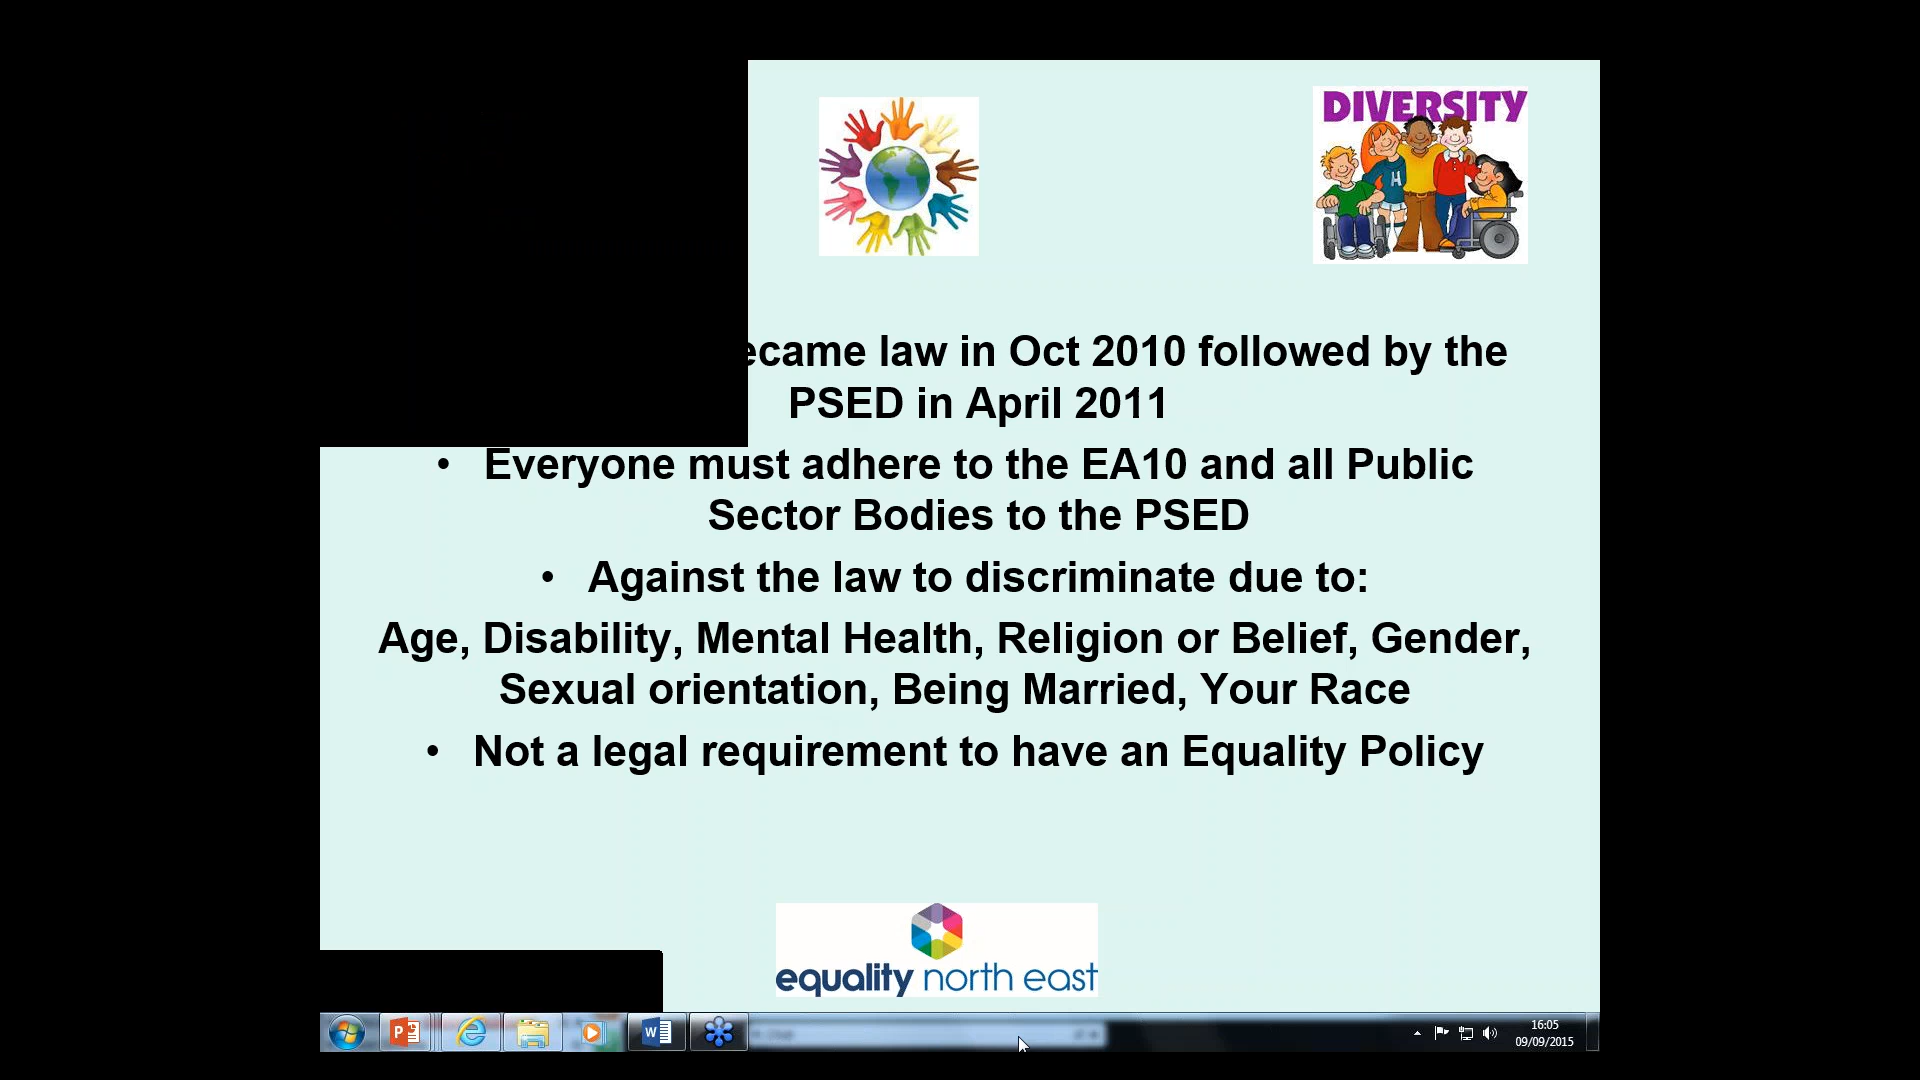 DIVERSITY
became law in Oct 2010 followed by the
PSED in April 2011
• Everyone must adhere to the EA10 and all Public
Sector Bodies to the PSED
• Against the law to discriminate due to:
Age, Disability, Mental Health, Religion or Belief, Gender,
Sexual orientation, Being Married, Your Race
• Not a legal requirement to have an Equality Policy
equality north east
16:05
09/09/2015